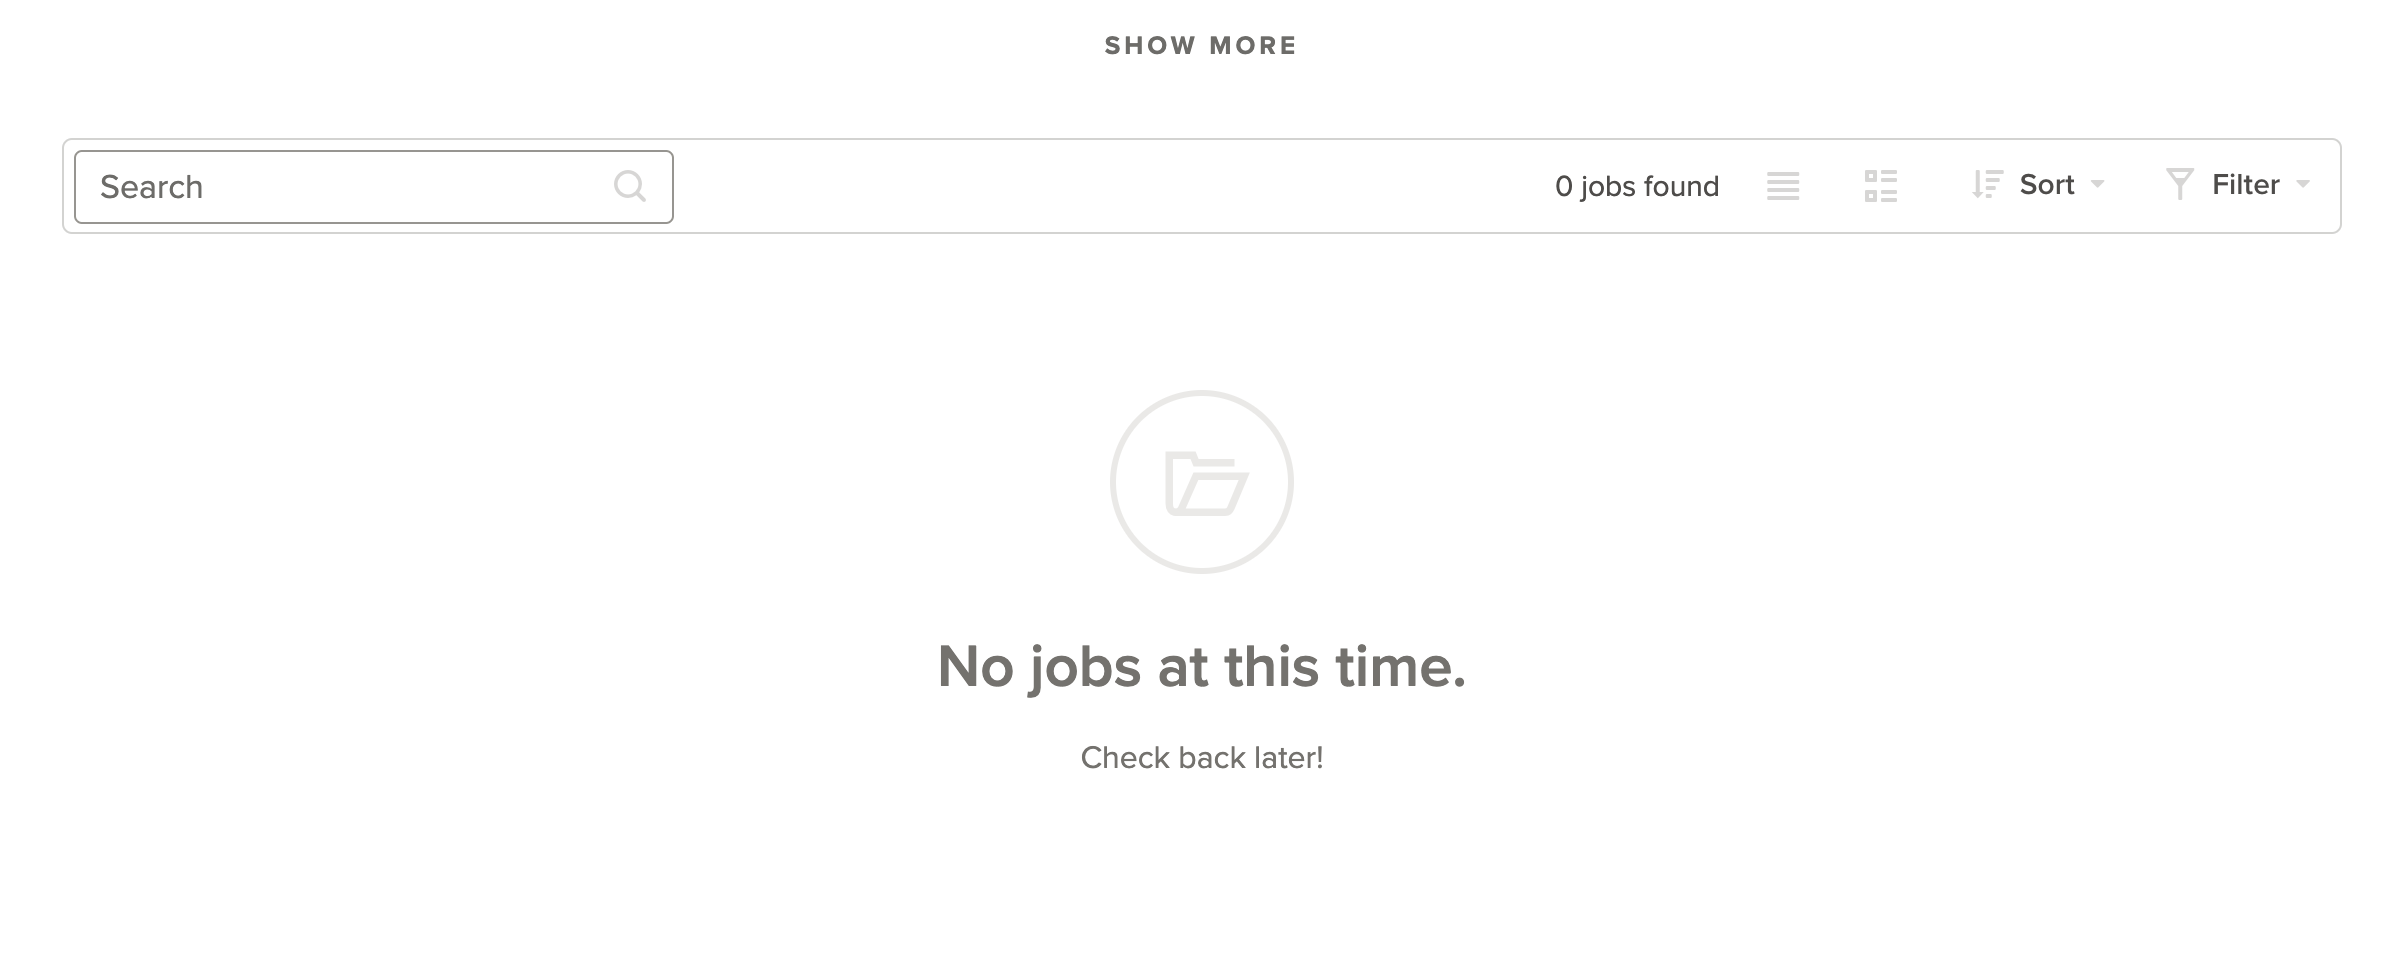 SHOW MORE
Search
0 jobs found
Sort
Filter
No jobs at this time.
Check back later!